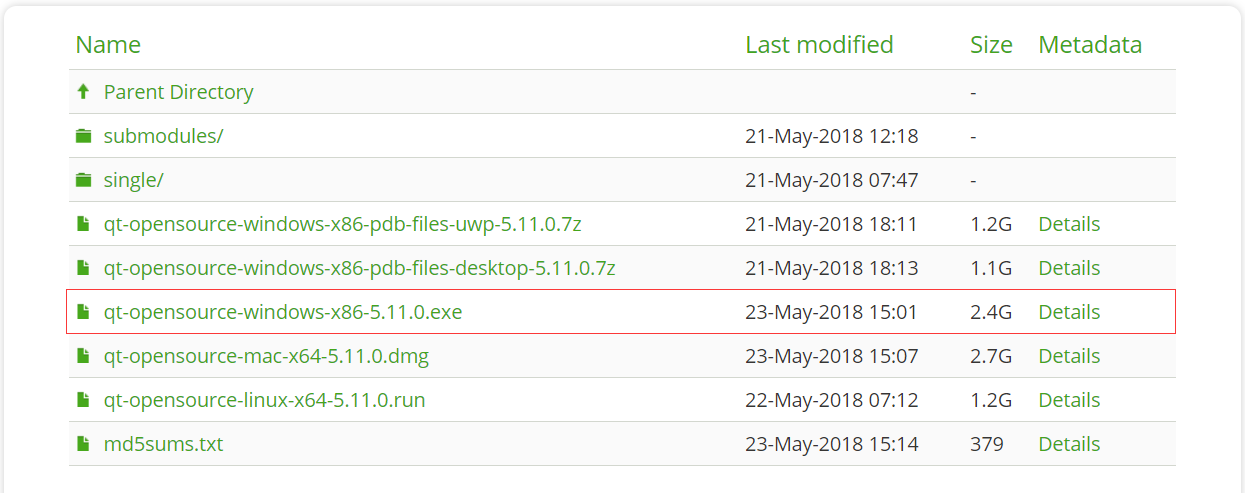 Name Last modified Size Metadata
Parent Directory -
submodules/ 21-May-2018 12:18 -
single/ 21-May-2018 07:47 -
qt-opensource-windows-x86-pdb-files-uwp-5.11.0.7z 21-May-2018 18:11 1.2G Details
qt-opensource-windows-x86-pdb-files-desktop-5.11.0.7z 21-May-2018 18:13 1.1G Details
qt-opensource-windows-x86-5.11.0.exe 23-May-2018 15:01 2.4G Details
qt-opensource-mac-x64-5.11.0.dmg 23-May-2018 15:07 2.7G Details
qt-opensource-linux-x64-5.11.0.run 22-May-2018 07:12 1.2G Details
md5sums.txt 23-May-2018 15:14 379 Details